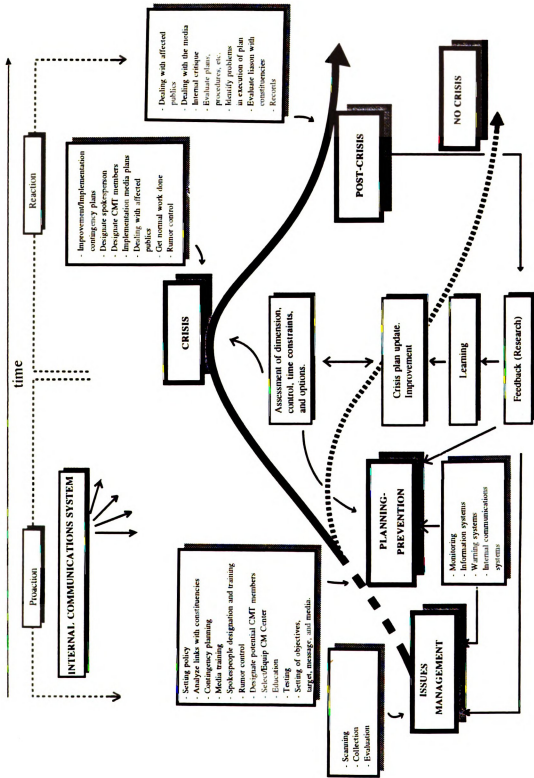 time
Proaction
Reaction
INTERNAL COMMUNICATIONS SYSTEM
- Setting policy
- Analyze links with constituencies
- Contingency planning
- Media training
- Spokespeople designation and training
- Rumor control
- Designate potential CMT members
- Select/Equip CM Center
- Education
- Testing
- Setting of objectives,
target, message, and media.
- Improvement/Implementation
contingency plans
- Designate spokesperson
- Designate CMT members
- Implementation media plans
- Dealing with affected
publics
- Get normal work done
- Rumor control
- Dealing with affected
publics
- Dealing with the media
- Internal critique
- Evaluate plans,
procedures, etc.
- Identify problems
in execution of plan
- Evaluate liason with
constituencies
- Records
CRISIS
- Scanning
- Collection
- Evaluation
ISSUES
MANAGEMENT
PLANNING-
PREVENTION
- Monitoring
- Information systems
- Warning systems
- Internal communications
systems
Assessment of dimension,
control, time constraints,
and options.
Crisis plan update.
Improvement
Learning
Feedback (Research)
POST-CRISIS
NO CRISIS